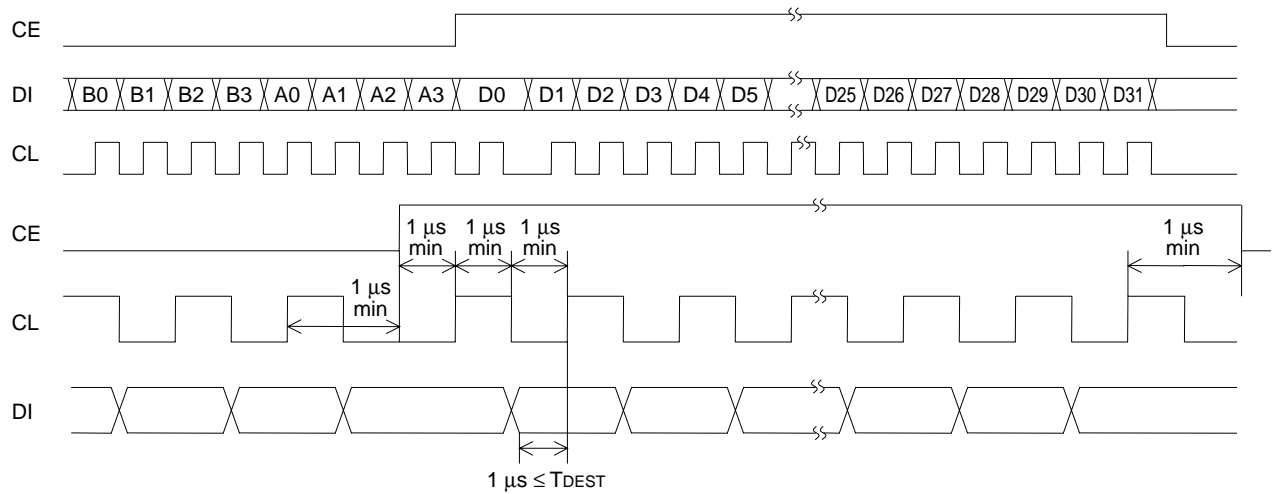 CE
DI B0 B1 B2 B3 A0 A1 A2 A3 D0 D1 D2 D3 D4 D5 D25 D26 D27 D28 D29 D30 D31
CL
CE
1 μs min 1 μs min 1 μs min 1 μs min
1 μs min
CL
DI
1 μs ≤ TDEST